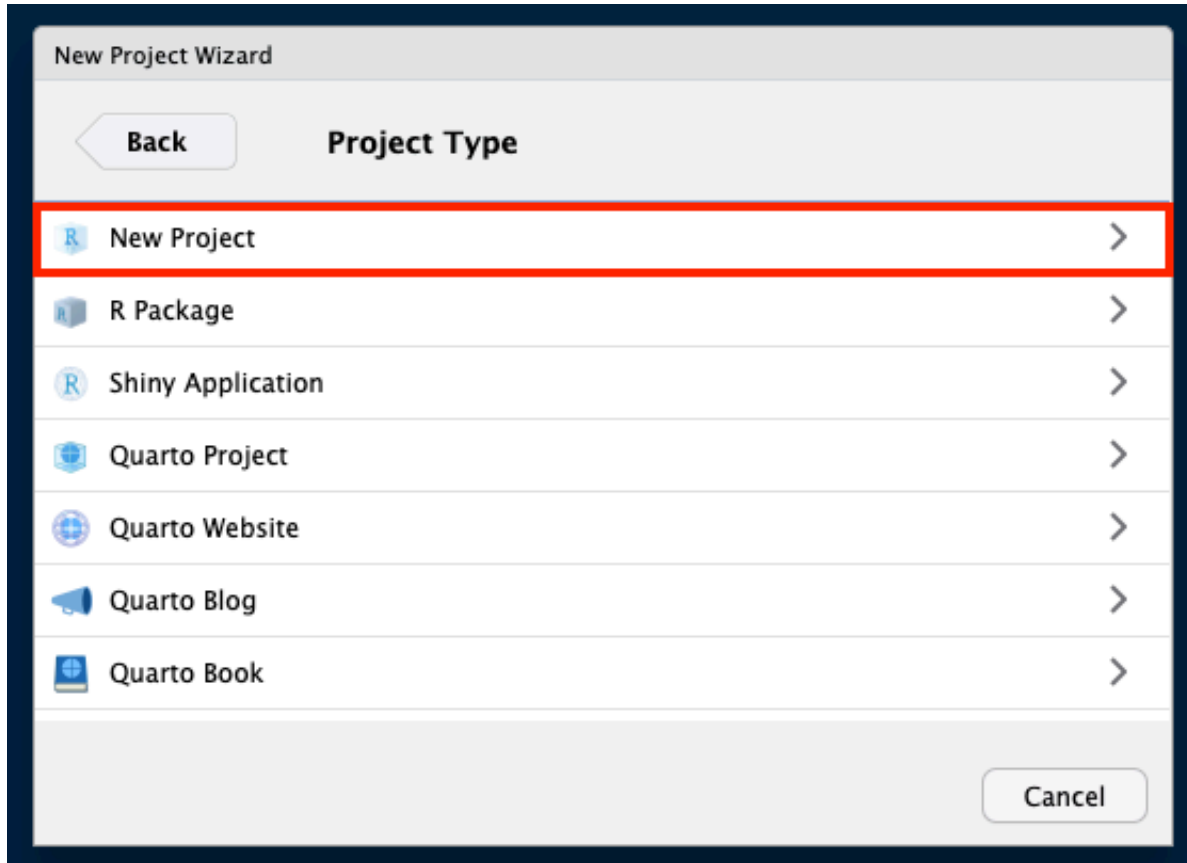 New Project Wizard
Back
Project Type
R New Project
R R Package
R Shiny Application
Quarto Project
Quarto Website
Quarto Blog
Quarto Book
Cancel